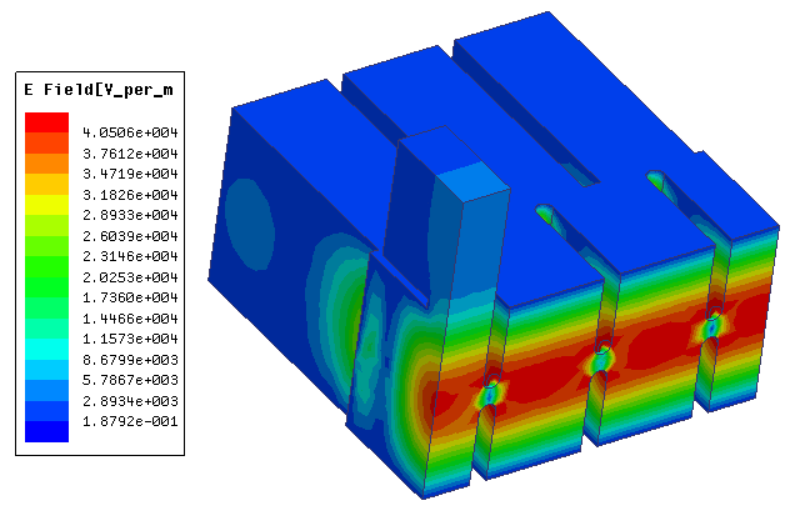 E Field[V_per_m
4.0506e+004
3.7612e+004
3.4719e+004
3.1826e+004
2.8933e+004
2.6039e+004
2.3146e+004
2.0253e+004
1.7360e+004
1.4466e+004
1.1573e+004
8.6799e+003
5.7867e+003
2.8934e+003
1.8792e-001